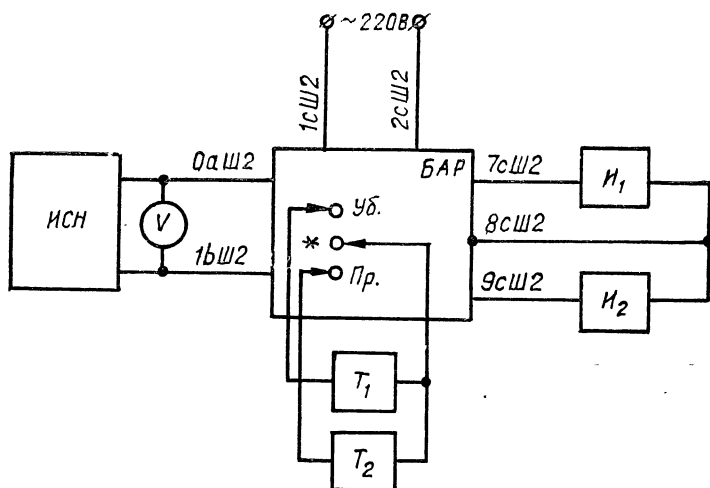 ~220В
1сШ2
2сШ2
ИСН
V
0аШ2
1bШ2
БАР
Уб.
*
Пр.
7сШ2
8сШ2
9сШ2
И1
И2
Т1
Т2